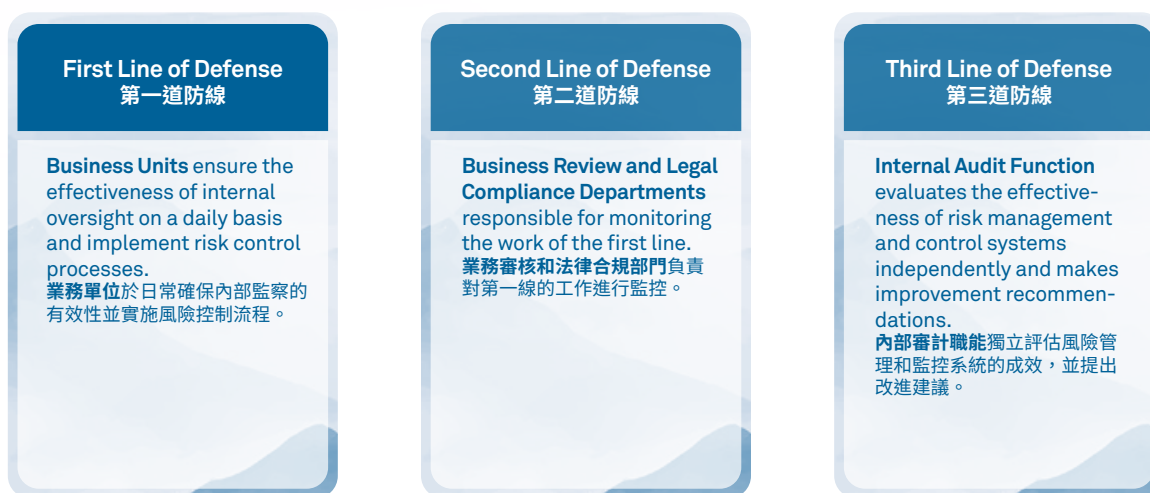 First Line of Defense
第一道防線
Business Units ensure the
effectiveness of internal
oversight on a daily basis
and implement risk control
processes.
業務單位於日常確保內部監察的
有效性並實施風險控制流程。
Second Line of Defense
第二道防線
Business Review and Legal
Compliance Departments
responsible for monitoring
the work of the first line.
業務審核和法律合規部門負責
對第一線的工作進行監控。
Third Line of Defense
第三道防線
Internal Audit Function
evaluates the effective-
ness of risk management
and control systems
independently and makes
improvement recommen-
dations.
內部審計職能獨立評估風險管
理和監控系統的成效，並提出
改進建議。